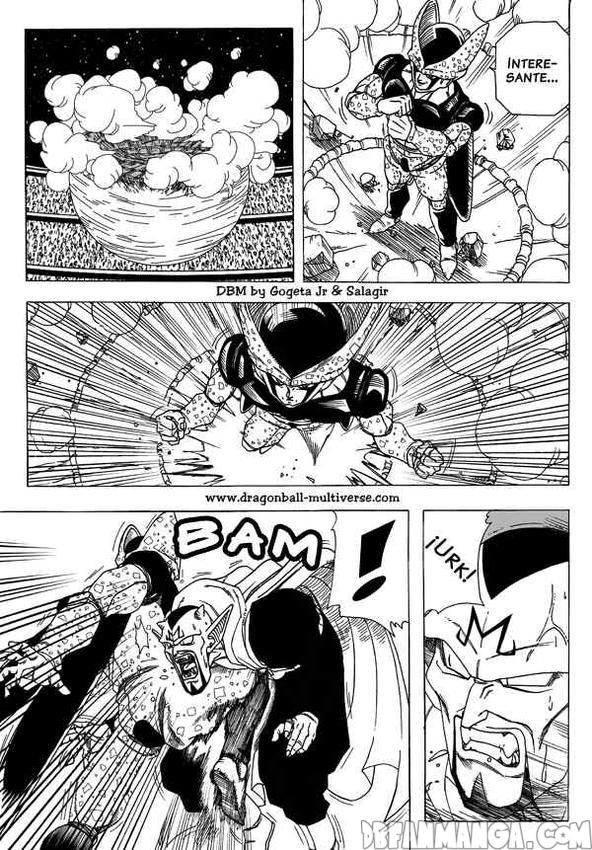 INTERE-
SANTE...
DBM by Gogeta Jr & Salagir
www.dragonball-multiverse.com
BAM
!
¡URK!
M
DBFANMANGA.COM